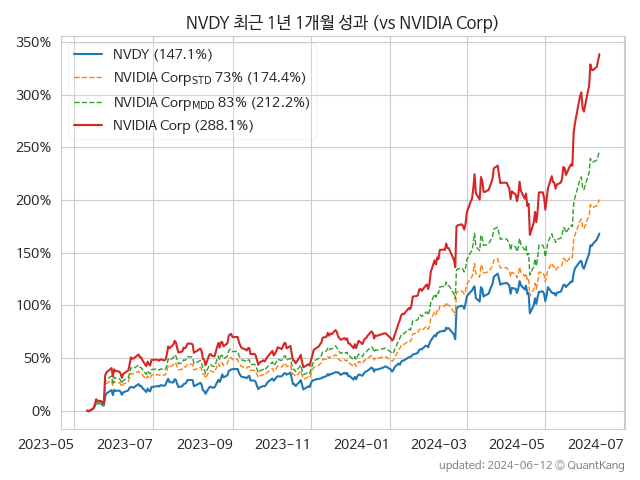 NVDY 최근 1년 1개월 성과 (vs NVIDIA Corp)
350%
300%
250%
200%
150%
100%
50%
0%
NVDY (147.1%)
NVIDIA CorpSTD 73% (174.4%)
NVIDIA CorpMDD 83% (212.2%)
NVIDIA Corp (288.1%)
2023-05 2023-07 2023-09 2023-11 2024-01 2024-03 2024-05 2024-07
updated: 2024-06-12 © QuantKang